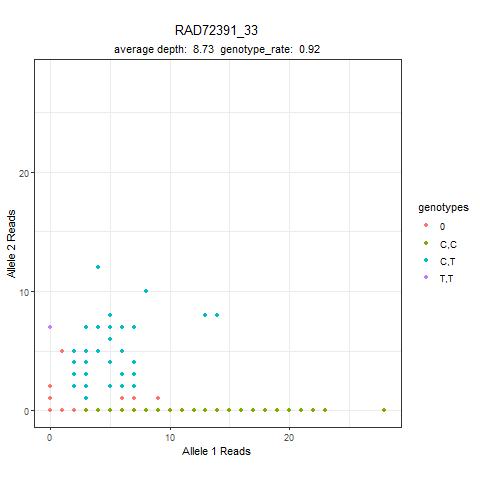 RAD72391_33
average depth: 8.73 genotype_rate: 0.92
Allele 2 Reads
20
10
0
0
10
20
Allele 1 Reads
genotypes
0
C,C
C,T
T,T